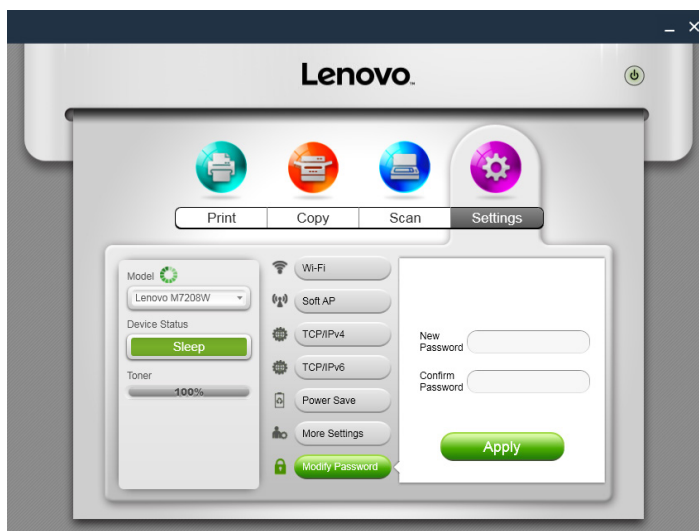 Lenovo
Print Copy Scan Settings
Model
Lenovo M7208W
Device Status
Sleep
Toner
100%
Wi-Fi
Soft AP
TCP/IPv4
TCP/IPv6
Power Save
More Settings
Modify Password
New
Password
Confirm
Password
Apply